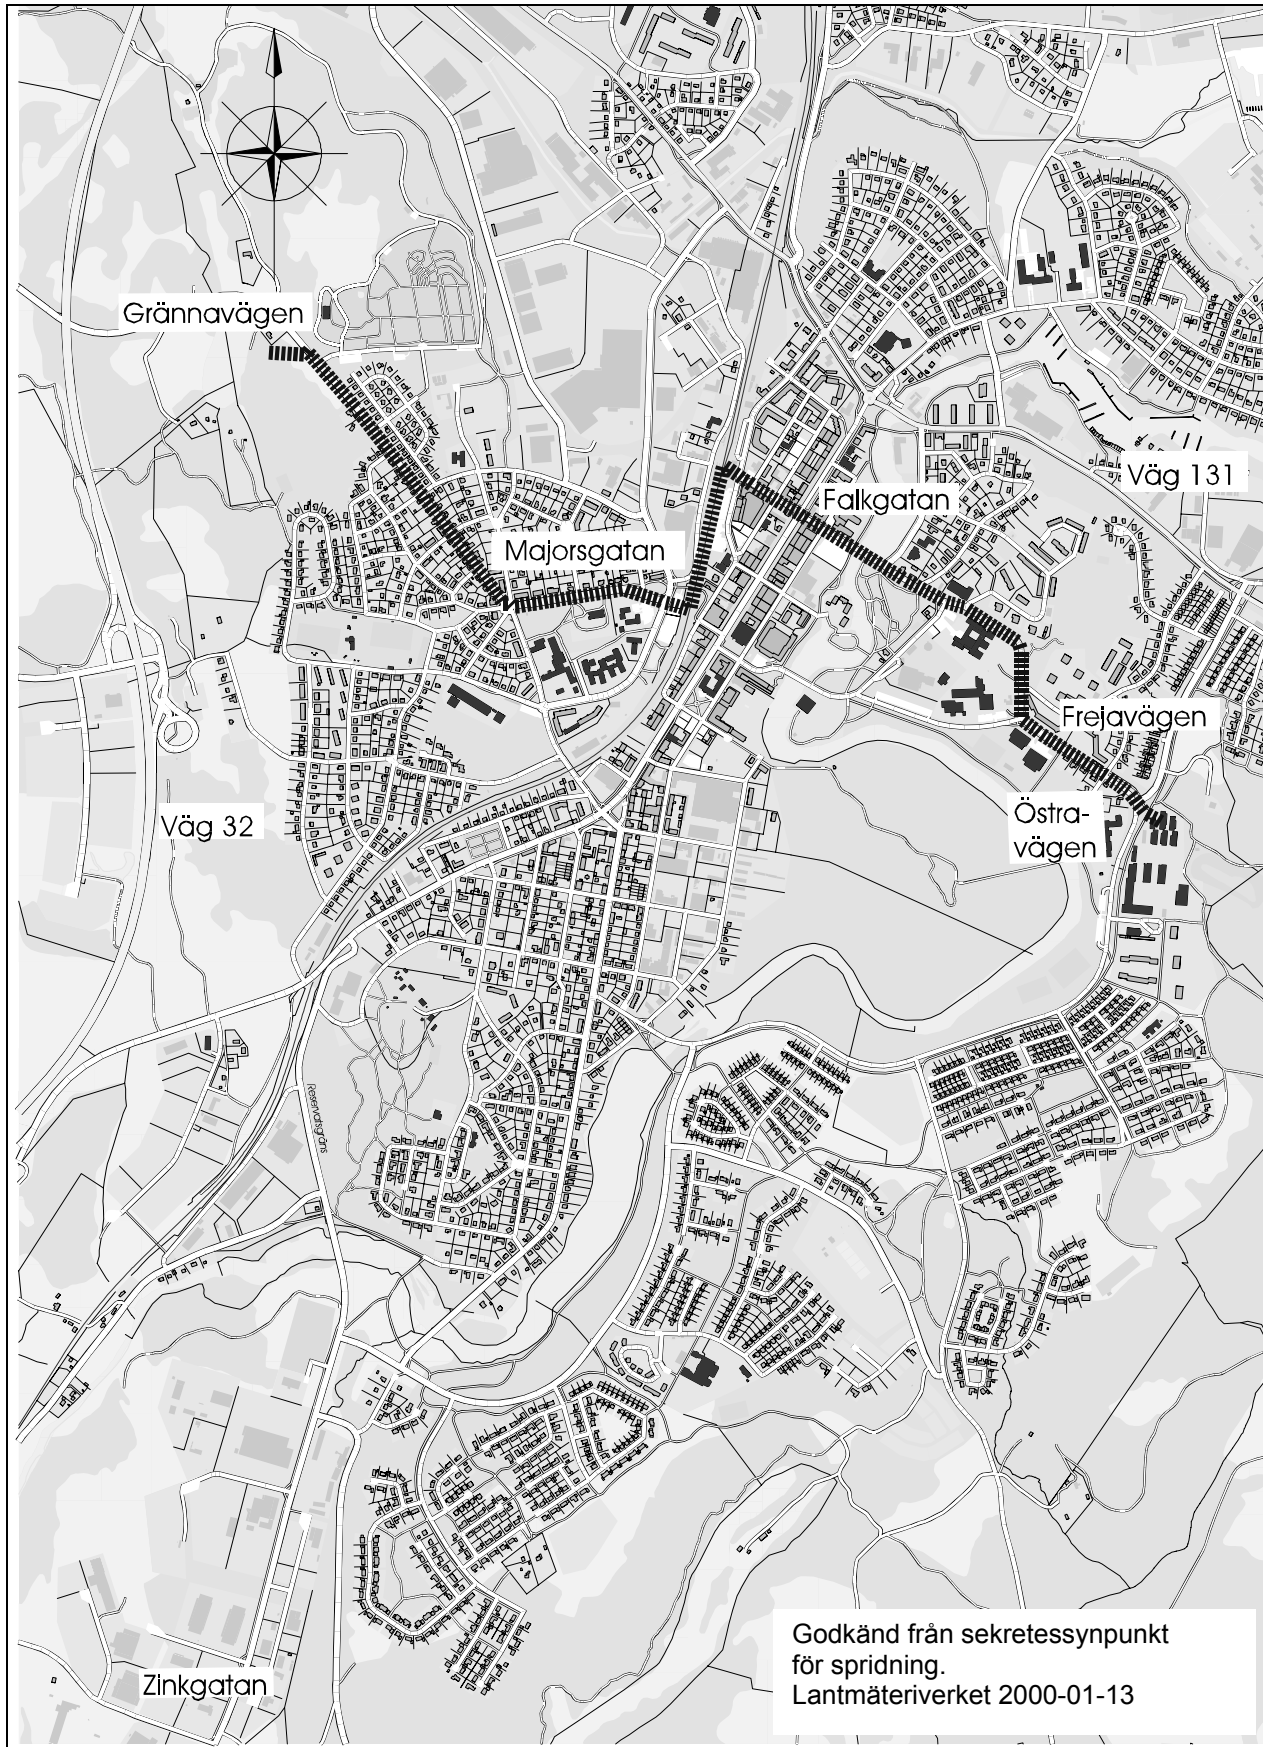 Grännavägen
Väg 131
Falkgatan
Majorsgatan
Frejavägen
Väg 32
Östra-
vägen
Reservatsgräns
Godkänd från sekretessynpunkt
för spridning.
Lantmäteriverket 2000-01-13
Zinkgatan